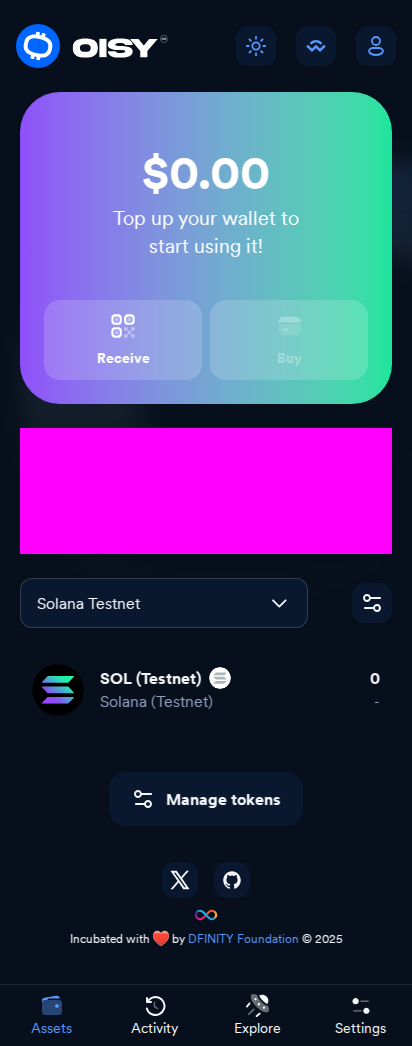 OISY
$0.00
Top up your wallet to
start using it!
Receive
Buy
Solana Testnet
SOL (Testnet)
0
Solana (Testnet)
-
Manage tokens
Incubated with ❤️ by DFINITY Foundation © 2025
Assets
Activity
Explore
Settings